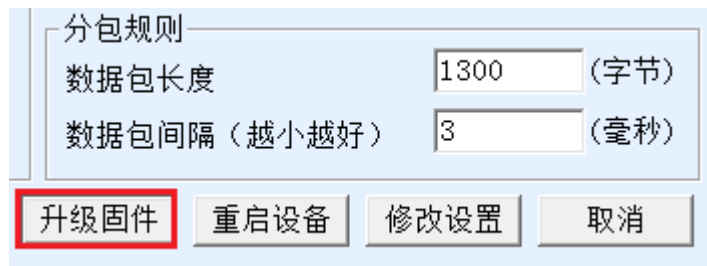 分包规则
数据包长度 1300 (字节)
数据包间隔（越小越好） 3 (毫秒)
升级固件 重启设备 修改设置 取消